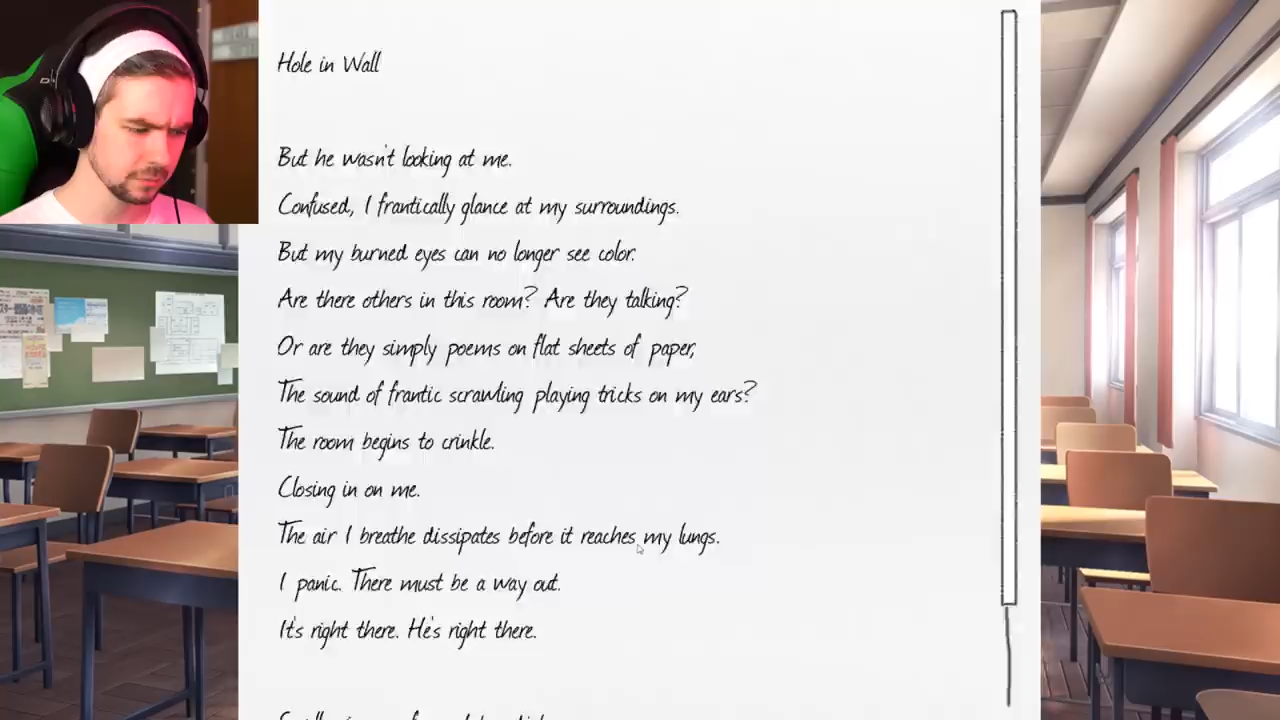 Hole in Wall
But he wasn't looking at me.
Confused, I frantically glance at my surroundings.
But my burned eyes can no longer see color.
Are there others in this room? Are they talking?
Or are they simply poems on flat sheets of paper,
The sound of frantic scrawling playing tricks on my ears?
The room begins to crinkle.
Closing in on me.
The air I breathe dissipates before it reaches my lungs.
I panic. There must be a way out.
It's right there. He's right there.